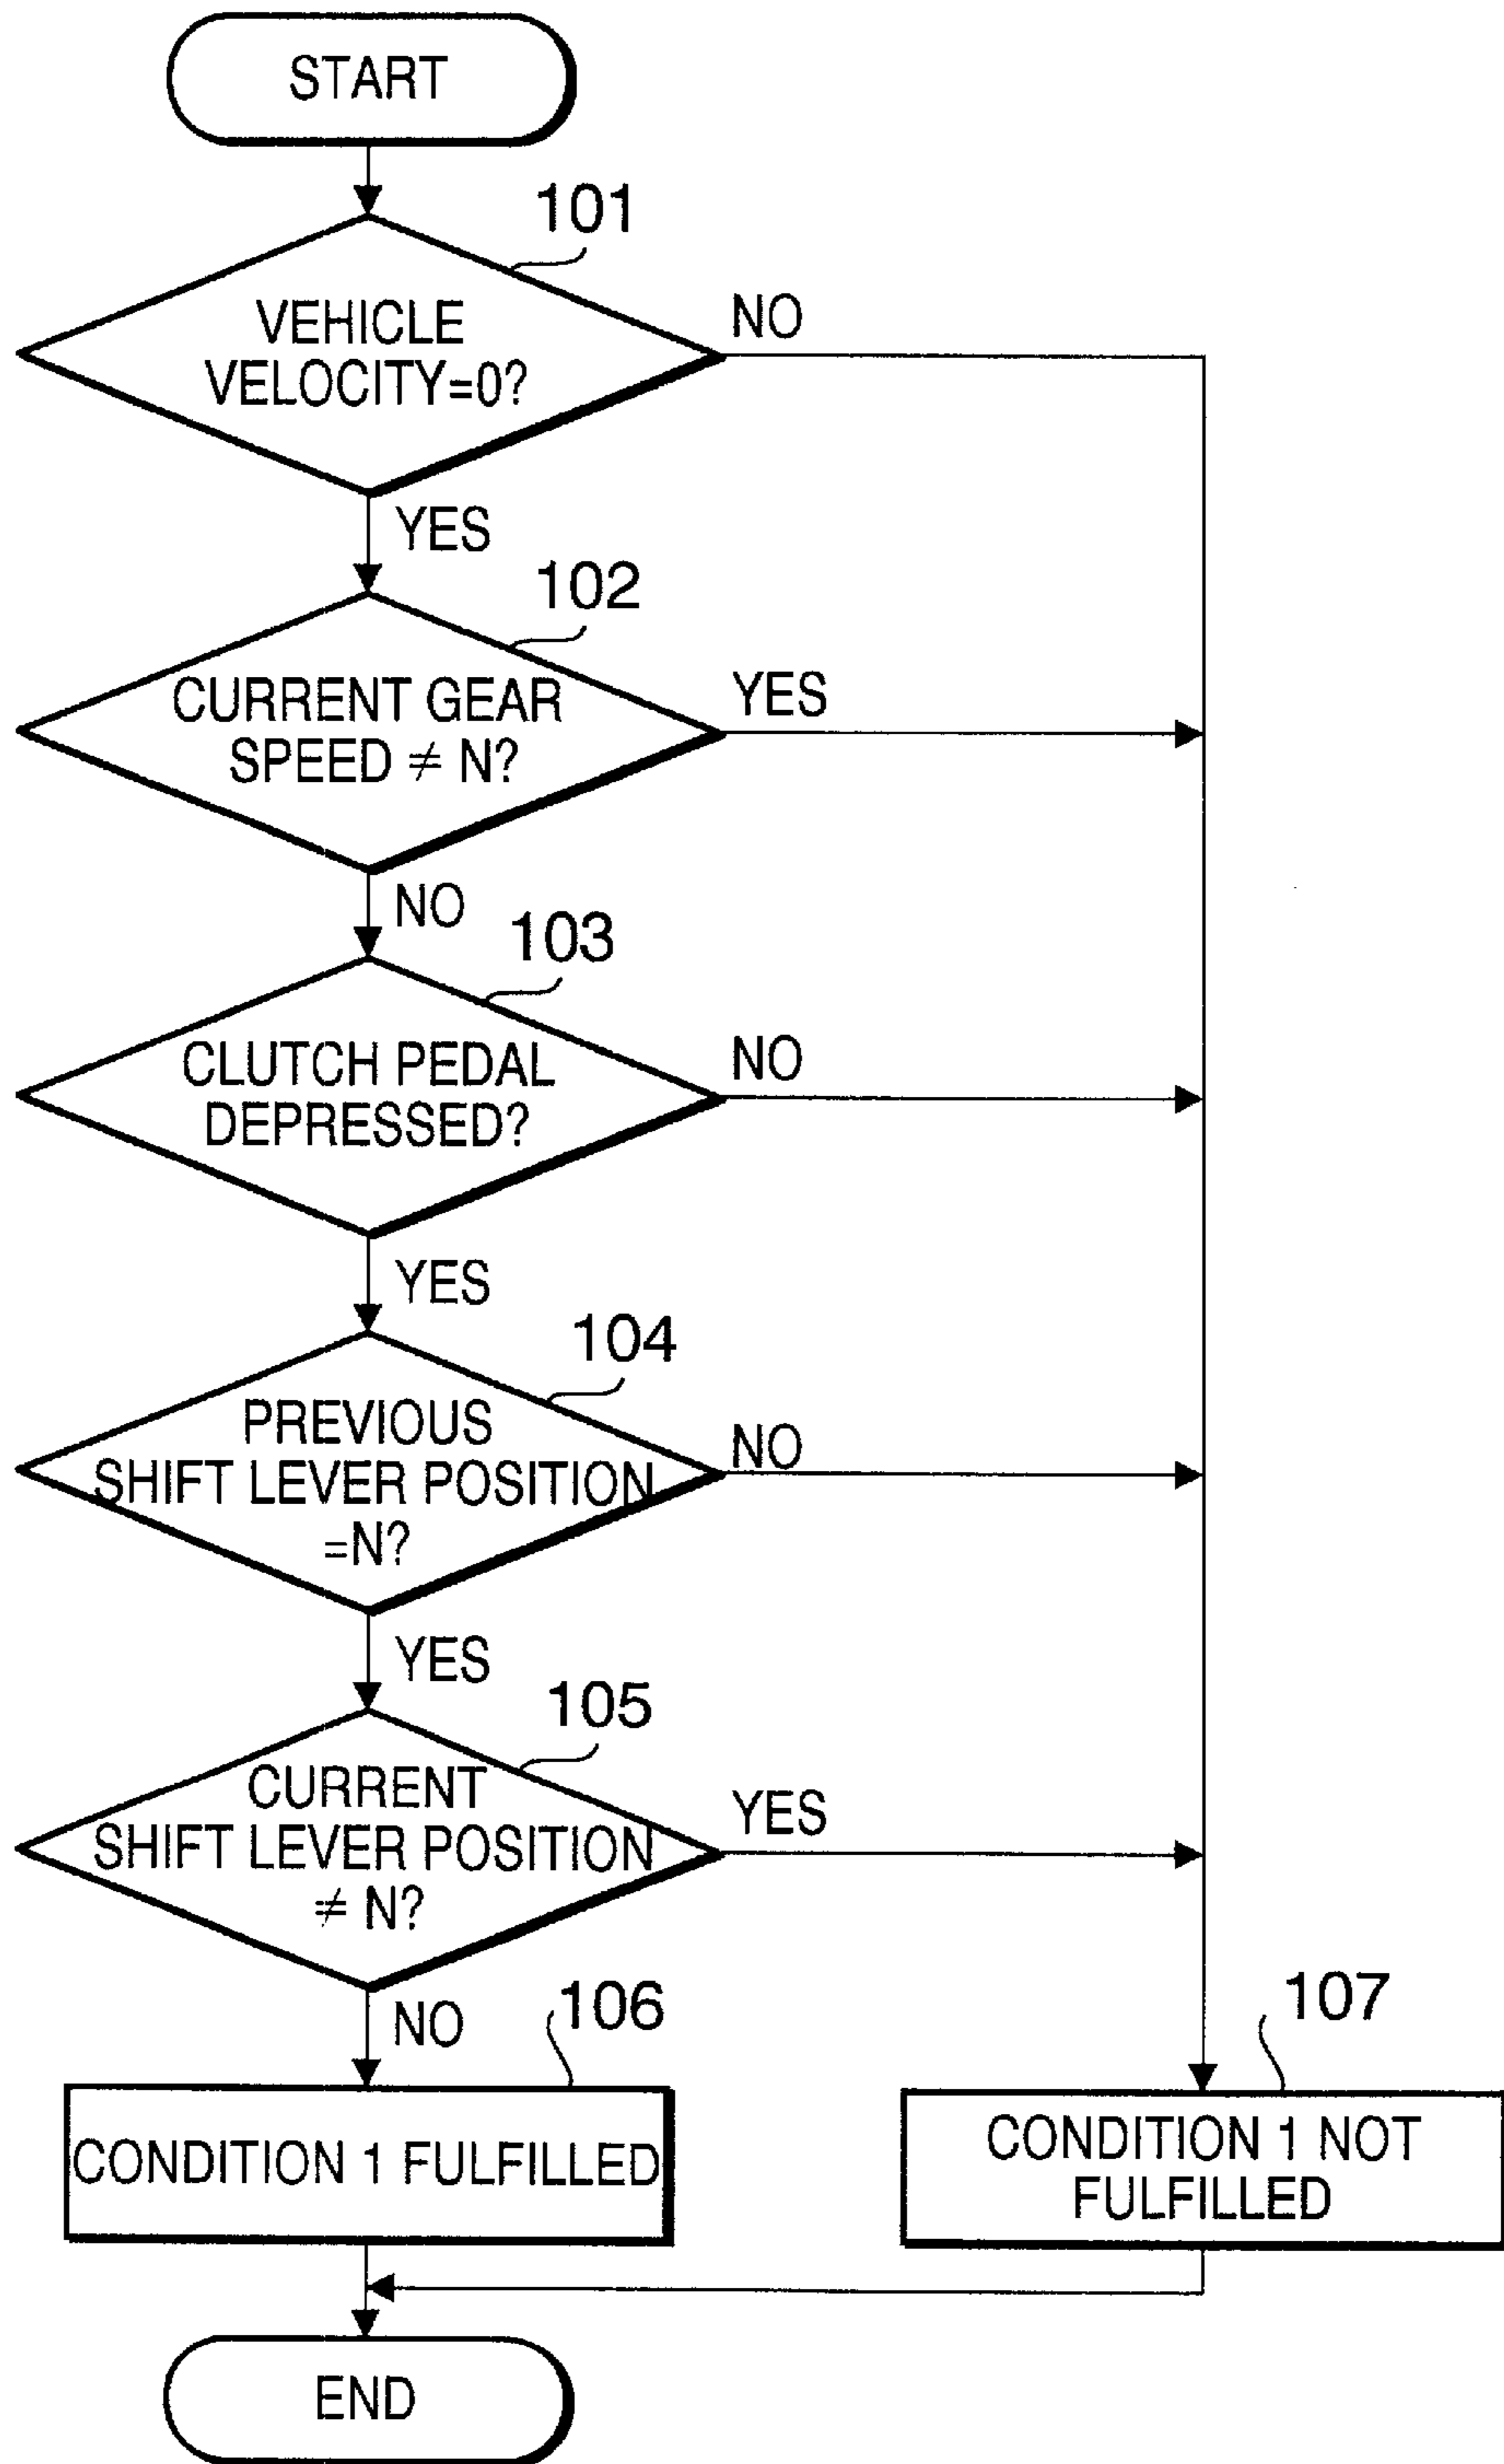 START
101
VEHICLE
VELOCITY=0?
NO
YES
102
CURRENT GEAR
SPEED ≠ N?
YES
NO
103
CLUTCH PEDAL
DEPRESSED?
NO
YES
104
PREVIOUS
SHIFT LEVER POSITION
=N?
NO
YES
105
CURRENT
SHIFT LEVER POSITION
≠ N?
YES
NO
106
107
CONDITION 1 FULFILLED
CONDITION 1 NOT
FULFILLED
END